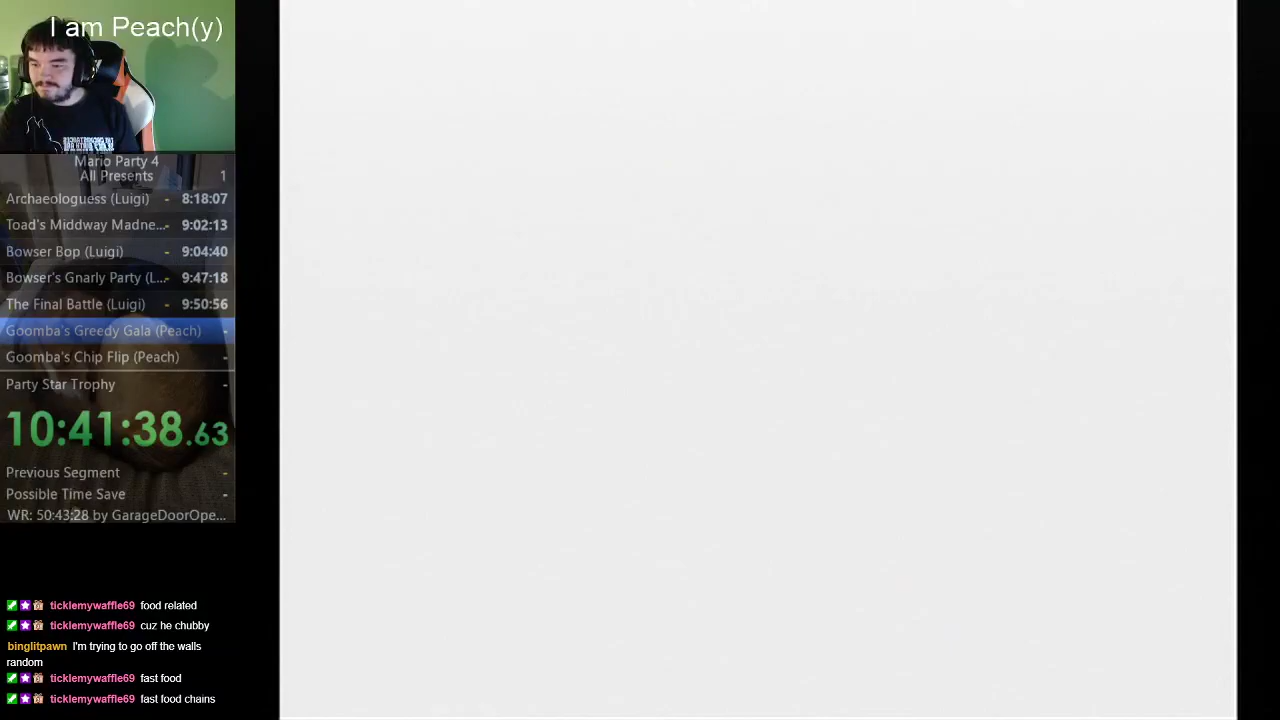 I am Peach(y)
Mario Party 4
All Presents 1
Archaeologuess (Luigi) - 8:18:07
Toad's Middway Madne... - 9:02:13
Bowser Bop (Luigi) - 9:04:40
Bowser's Gnarly Party (L... - 9:47:18
The Final Battle (Luigi) - 9:50:56
Goomba's Greedy Gala (Peach) -
Goomba's Chip Flip (Peach) -
Party Star Trophy -
10:41:38.63
Previous Segment -
Possible Time Save -
WR: 50:43:28 by GarageDoorOpe...
ticklemywaffle69 food related
ticklemywaffle69 cuz he chubby
binglitpawn I'm trying to go off the walls
random
ticklemywaffle69 fast food
ticklemywaffle69 fast food chains